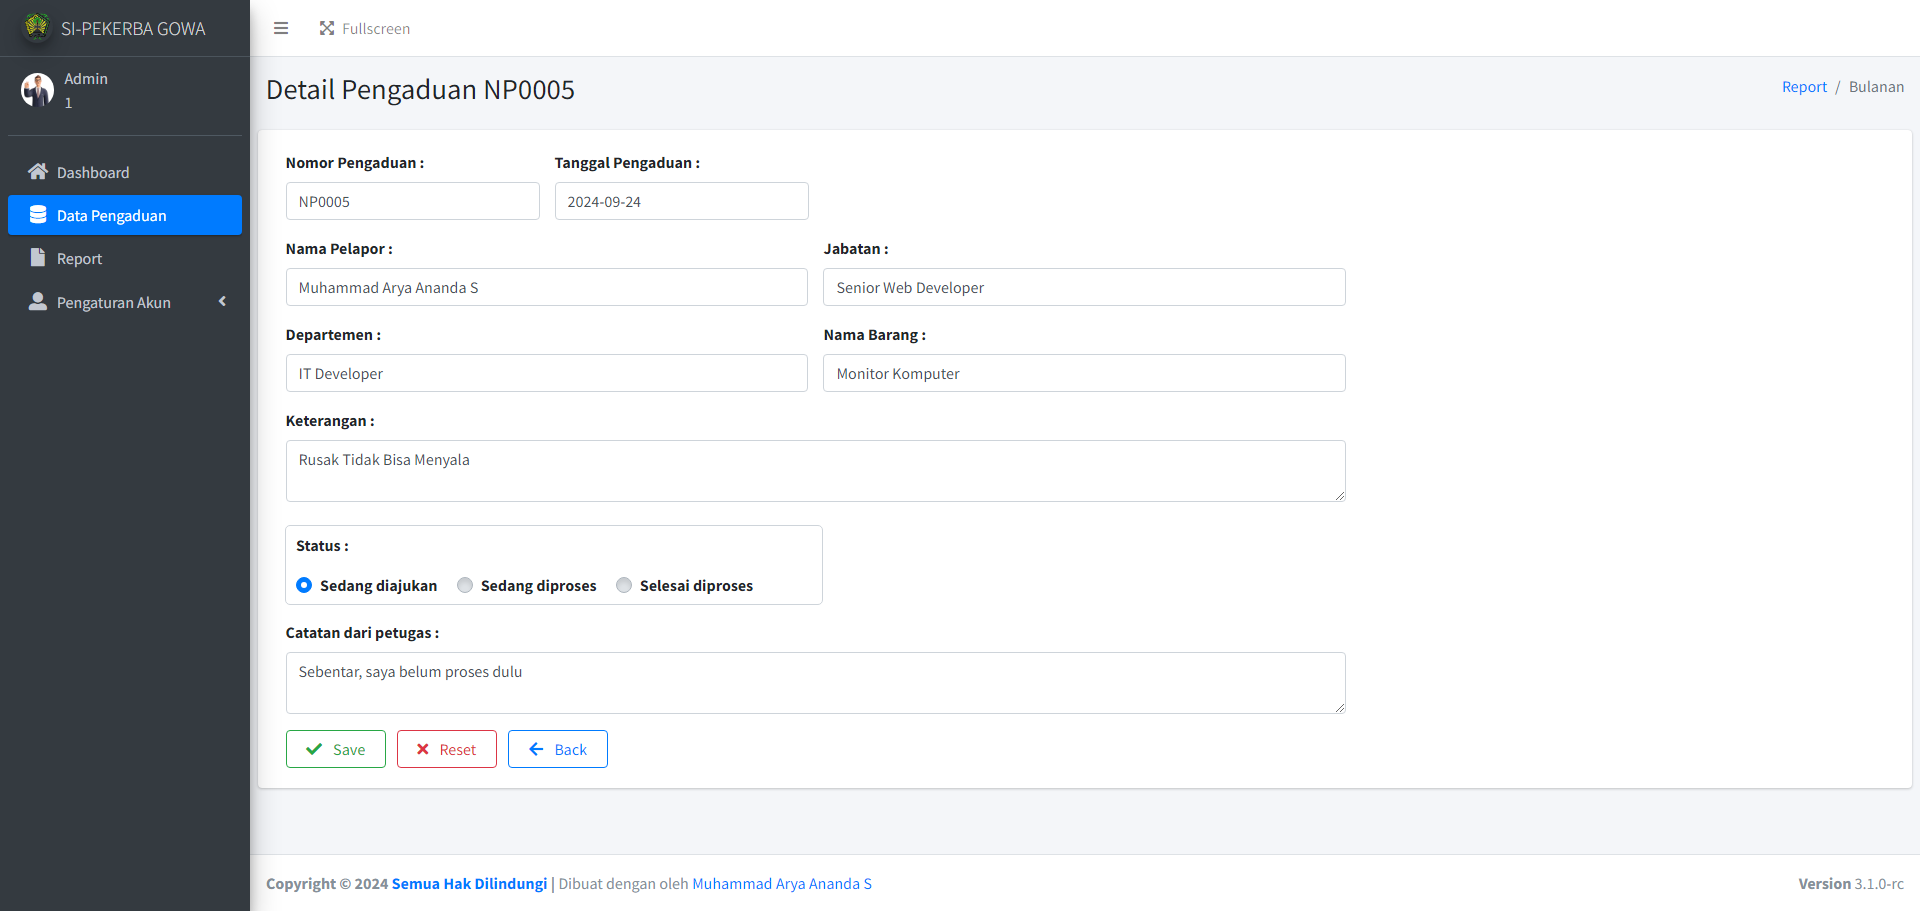 SI-PEKERBA GOWA
Fullscreen
Admin
1
Dashboard
Data Pengaduan
Report
Pengaturan Akun
Detail Pengaduan NP0005
Report / Bulanan
Nomor Pengaduan :
Tanggal Pengaduan :
NP0005
2024-09-24
Nama Pelapor :
Jabatan :
Muhammad Arya Ananda S
Senior Web Developer
Departemen :
Nama Barang :
IT Developer
Monitor Komputer
Keterangan :
Rusak Tidak Bisa Menyala
Status :
Sedang diajukan Sedang diproses Selesai diproses
Catatan dari petugas :
Sebentar, saya belum proses dulu
Save Reset Back
Copyright © 2024 Semua Hak Dilindungi | Dibuat dengan oleh Muhammad Arya Ananda S
Version 3.1.0-rc